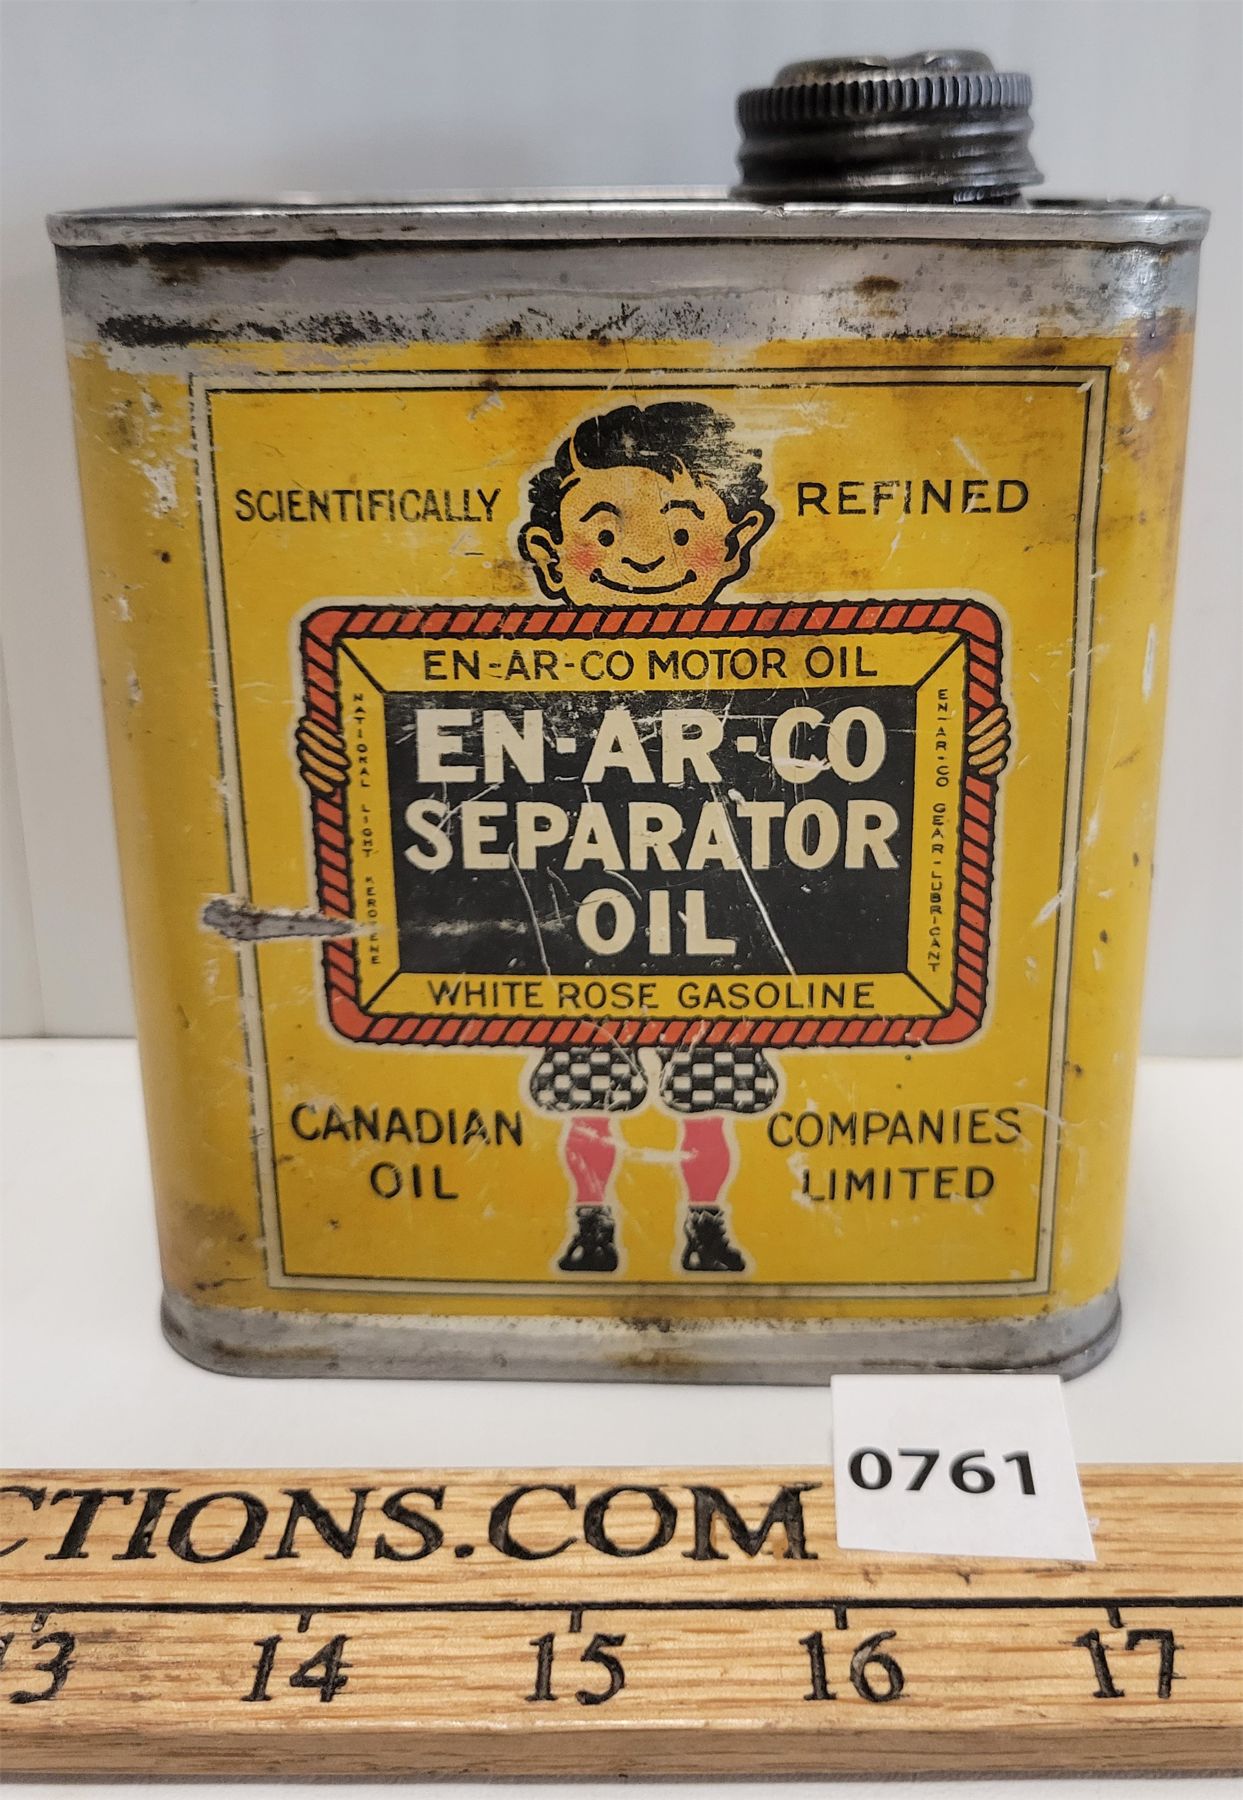 SCIENTIFICALLY REFINED
EN-AR-CO MOTOR OIL
NATIONAL LIGHT KEROSENE
EN-AR-CO
SEPARATOR
OIL
EN-AR-CO GEAR-LUBRICANT
WHITE ROSE GASOLINE
CANADIAN COMPANIES
OIL LIMITED
0761
CTIONS.COM
13 14 15 16 17